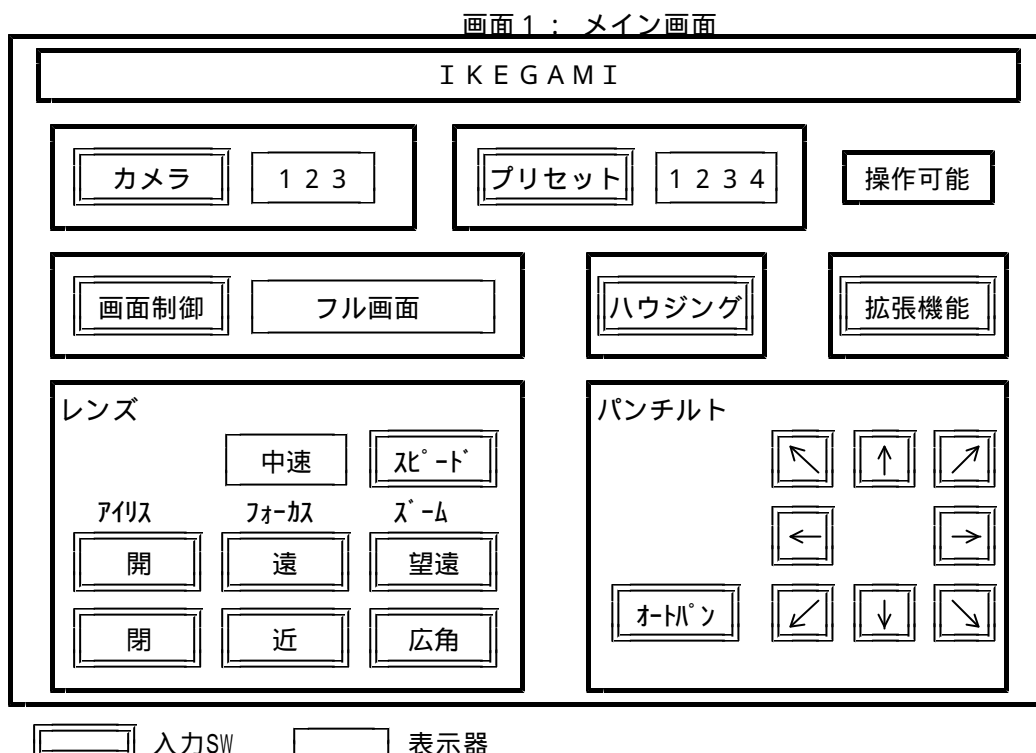 画面1: メイン画面
IKEGAMI
カメラ 123 プリセット 1234 操作可能
画面制御 フル画面 ハウジング 拡張機能
レンズ パンチルト
中速 スピード ↖ ↑ ↗
アイリス フォーカス ズーム
← →
開 遠 望遠
オートパン ↙ ↓ ↘
閉 近 広角
入力SW 表示器